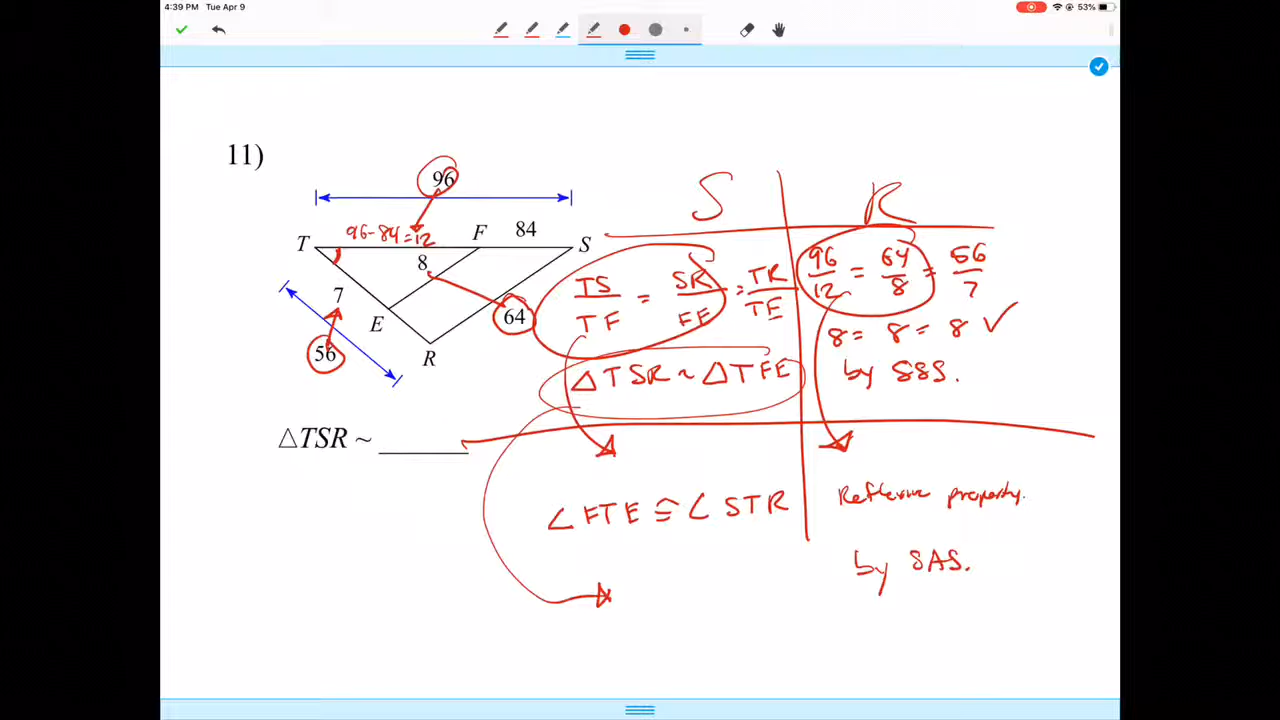 4:39 PM Tue Apr 9
53%
11)
96
96-84=12
T
F
84
S
8
7
E
64
56
R
△TSR ~ ______
S R
TS/TF = SR/FE = TR/TE
96/12 = 64/8 = 56/7
8 = 8 = 8 ✓
△TSR ~ △TFE
by SSS.
∠FTE ≅ ∠STR
Reflexive property.
by SAS.